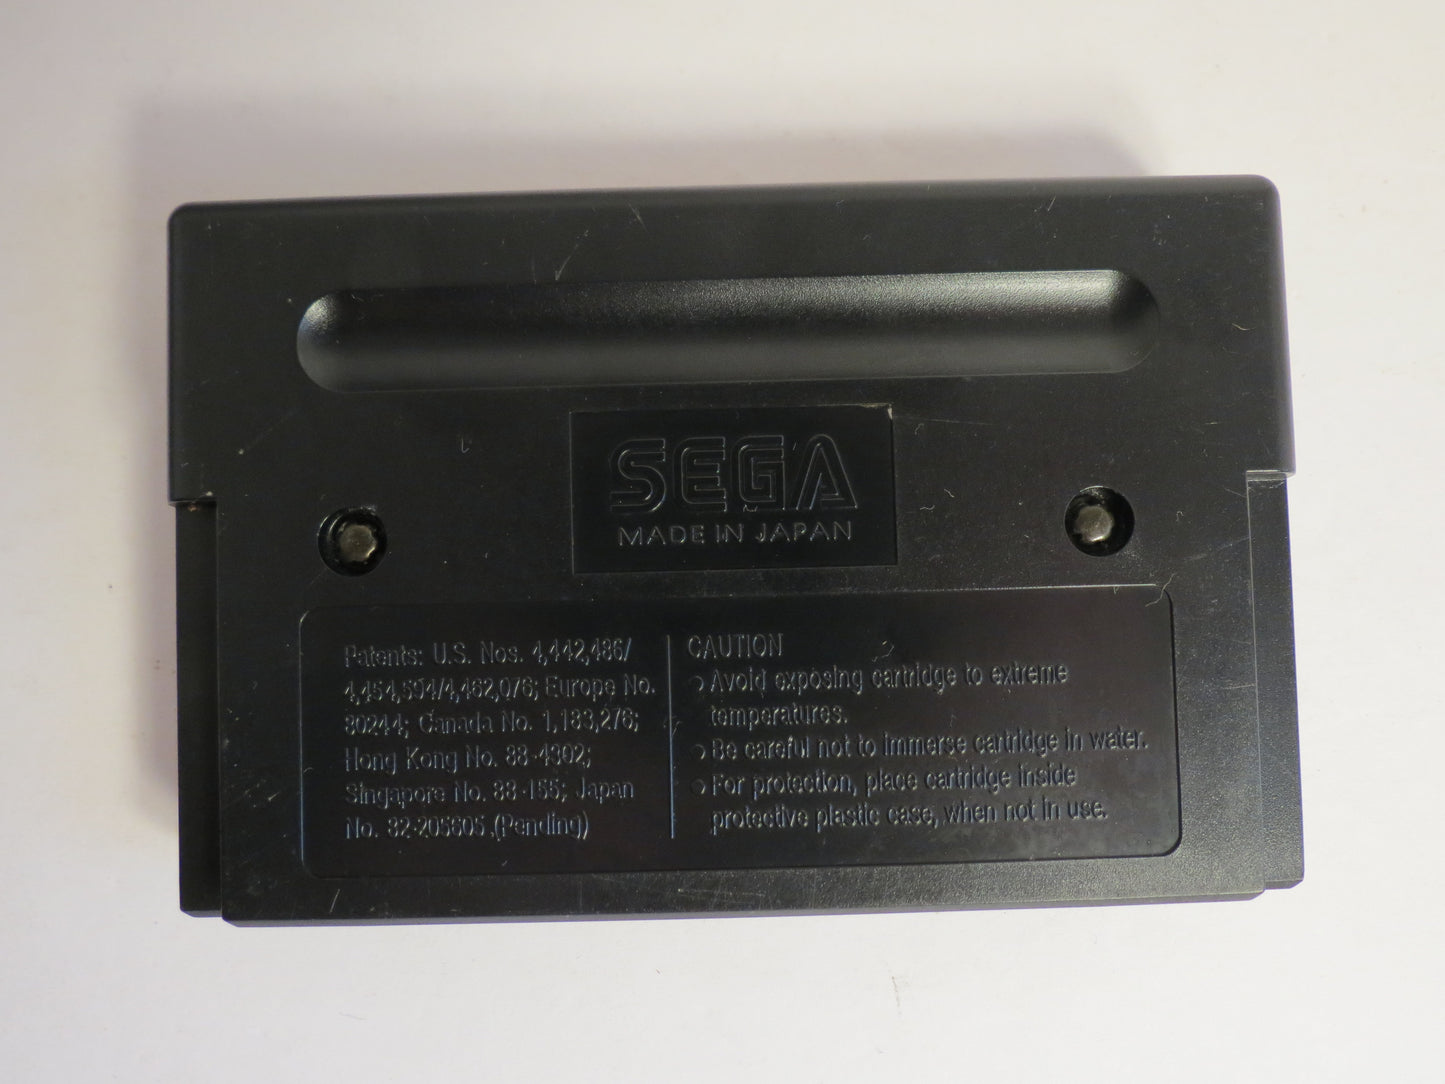 SEGA
MADE IN JAPAN
Patents: U.S. Nos. 4,442,486/
4,454,594/4,462,076; Europe No.
80244; Canada No. 1,183,276;
Hong Kong No. 88-4302;
Singapore No. 88-155; Japan
No. 82-205605 (Pending)
CAUTION
Avoid exposing cartridge to extreme
temperatures.
Be careful not to immerse cartridge in water.
For protection, place cartridge inside
protective plastic case, when not in use.